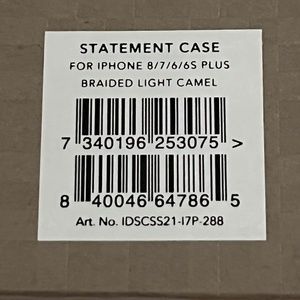 STATEMENT CASE
FOR IPHONE 8/7/6/6S PLUS
BRAIDED LIGHT CAMEL
7 340196 253075 >
8 40046 64786 5
Art. No. IDSCSS21-I7P-288